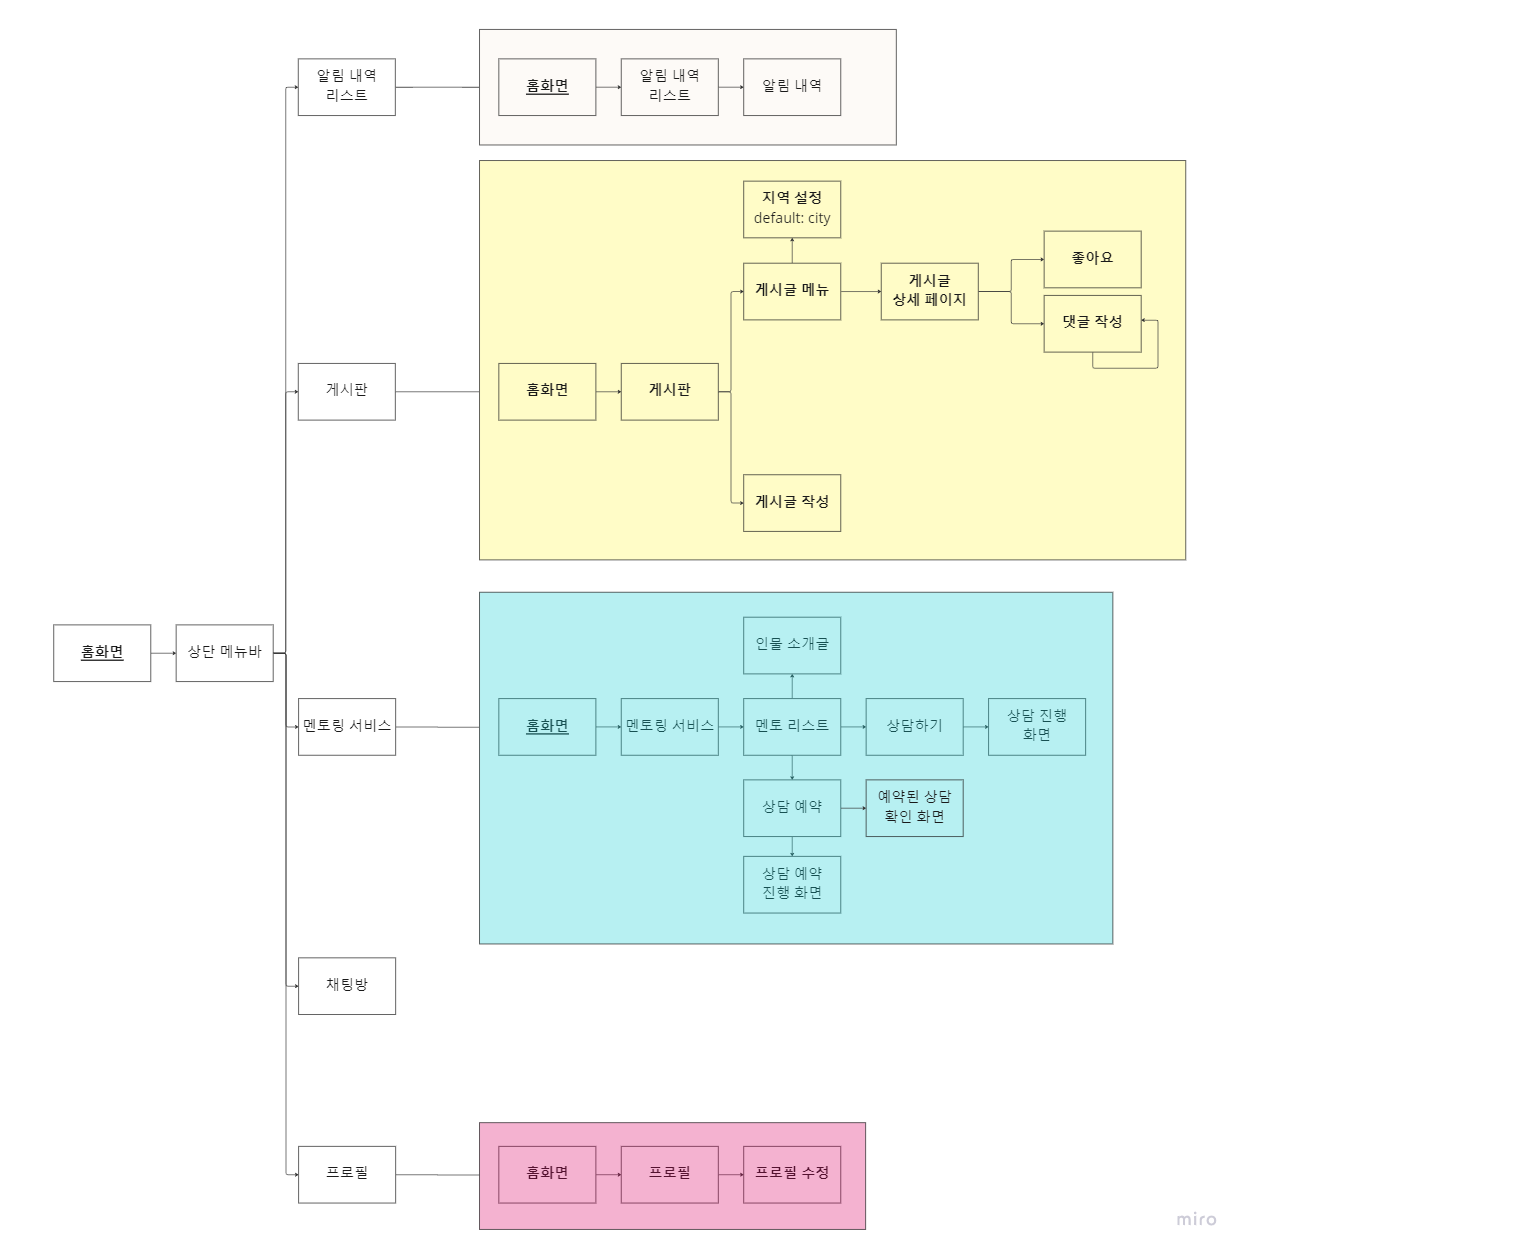 홈화면
상단 메뉴바
알림 내역
리스트
홈화면
알림 내역
리스트
알림 내역
게시판
홈화면
게시판
지역 설정
default: city
게시글 메뉴
게시글
상세 페이지
좋아요
댓글 작성
게시글 작성
멘토링 서비스
홈화면
멘토링 서비스
인물 소개글
멘토 리스트
상담하기
상담 진행
화면
상담 예약
예약된 상담
확인 화면
상담 예약
진행 화면
채팅방
프로필
홈화면
프로필
프로필 수정
miro